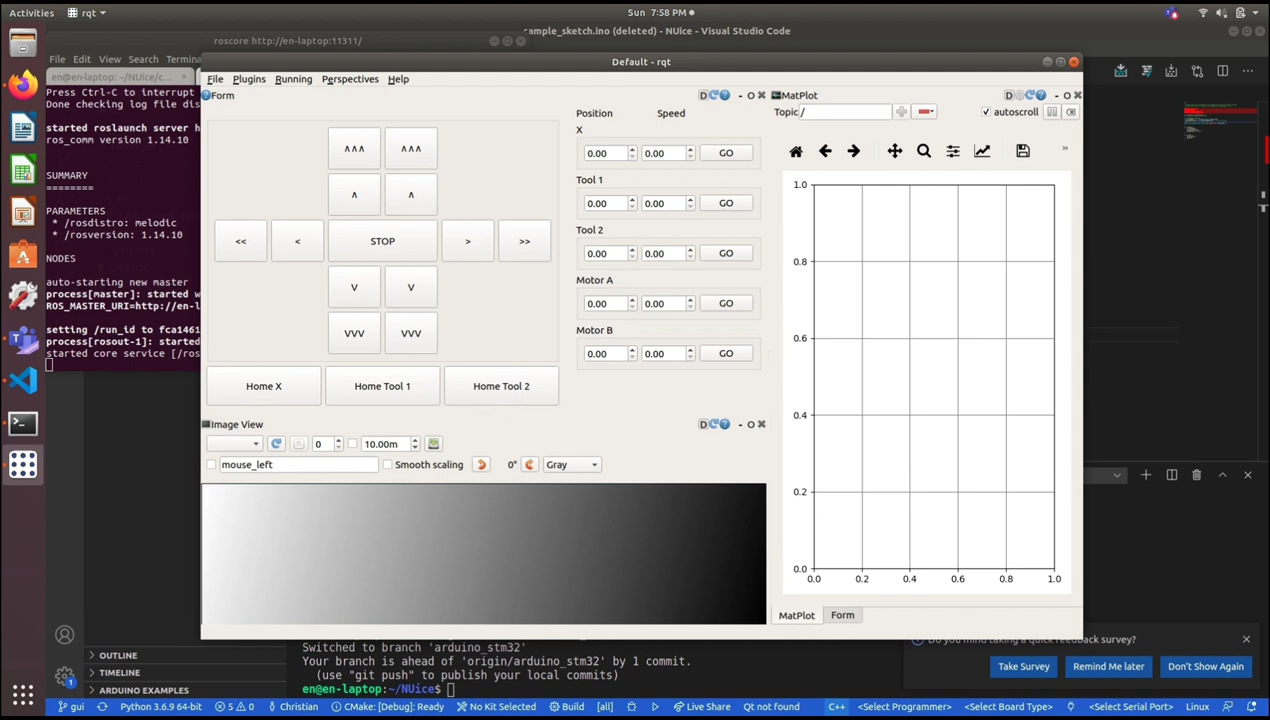 Activities
rqt
Sun 7:58 PM
sample_sketch.ino (deleted) - NUice - Visual Studio Code
roscore http://en-laptop:11311/
File Edit View Search Termina
en@en-laptop: ~/NUice/c...
Press Ctrl-C to interrupt
Done checking log file dis
started roslaunch server h
ros_comm version 1.14.10
SUMMARY
========
PARAMETERS
* /rosdistro: melodic
* /rosversion: 1.14.10
NODES
auto-starting new master
process[master]: started w
ROS_MASTER_URI=http://en-l
setting /run_id to fca1461
process[rosout-1]: started
started core service [/ros
Default - rqt
File Plugins Running Perspectives Help
Form
D
- O
^^^ ^^^
^ ^
<< < STOP > >>
V V
VVV VVV
Home X Home Tool 1 Home Tool 2
Position Speed
X
0.00 0.00 GO
Tool 1
0.00 0.00 GO
Tool 2
0.00 0.00 GO
Motor A
0.00 0.00 GO
Motor B
0.00 0.00 GO
Image View
D
- O
0 10.00m
mouse_left Smooth scaling 0° Gray
MatPlot
D
- O
Topic / autoscroll
»
1.0
0.8
0.6
0.4
0.2
0.0
0.0 0.2 0.4 0.6 0.8 1.0
MatPlot Form
OUTLINE
TIMELINE
ARDUINO EXAMPLES
Switched to branch 'arduino_stm32'
Your branch is ahead of 'origin/arduino_stm32' by 1 commit.
(use "git push" to publish your local commits)
en@en-laptop:~/NUice$
Do you mind taking a quick feedback survey?
Take Survey Remind Me later Don't Show Again
1
gui Python 3.6.9 64-bit 5 0 Christian CMake: [Debug]: Ready No Kit Selected Build [all] Live Share Qt not found C++ <Select Programmer> <Select Board Type> <Select Serial Port> Linux